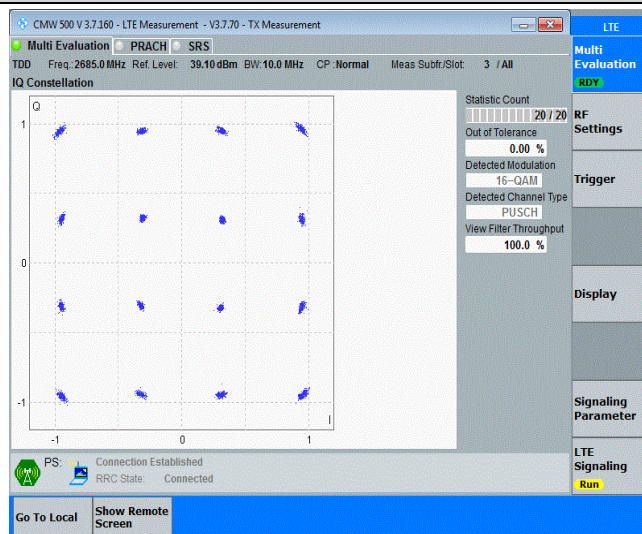 CMW 500 V 3.7.160 - LTE Measurement - V3.7.70 - TX Measurement
LTE
Multi Evaluation PRACH SRS
Multi
Evaluation
RDY
TDD Freq.:2685.0 MHz Ref. Level: 39.10 dBm BW:10.0 MHz CP :Normal Meas Subfr./Slot: 3 / All
IQ Constellation
Q
1
0
-1
-1 0 1
I
Statistic Count
20 / 20
Out of Tolerance
0.00 %
Detected Modulation
16-QAM
Detected Channel Type
PUSCH
View Filter Throughput
100.0 %
RF
Settings
Trigger
Display
Signaling
Parameter
LTE
Signaling
Run
PS: Connection Established
RRC State: Connected
Go To Local
Show Remote
Screen